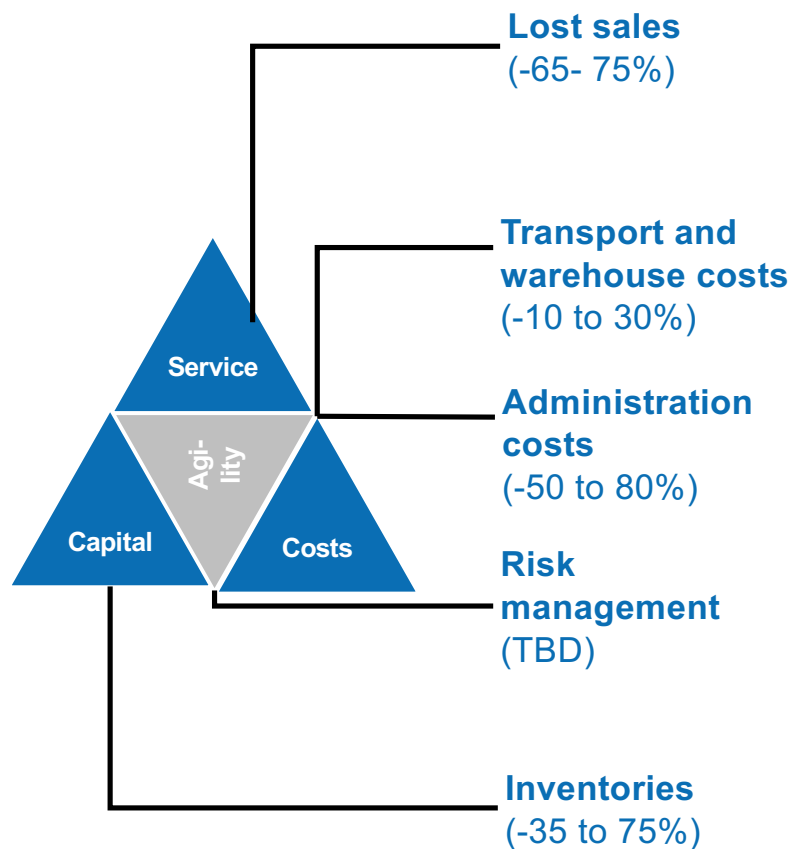 Lost sales
(-65- 75%)
Transport and
warehouse costs
(-10 to 30%)
Service
Administration
costs
(-50 to 80%)
Agi-
lity
Capital
Costs
Risk
management
(TBD)
Inventories
(-35 to 75%)